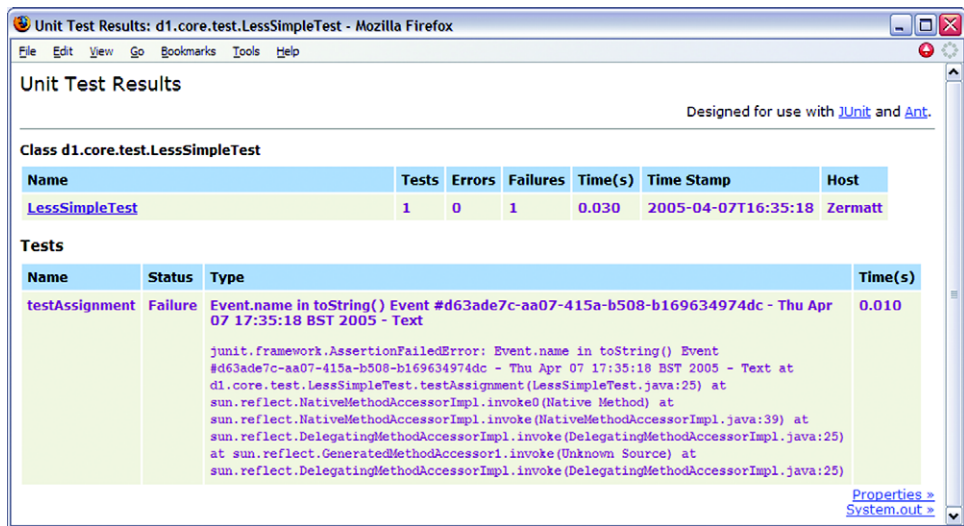 Unit Test Results: d1.core.test.LessSimpleTest - Mozilla Firefox
File Edit View Go Bookmarks Tools Help
Unit Test Results
Designed for use with JUnit and Ant.
Class d1.core.test.LessSimpleTest
Name Tests Errors Failures Time(s) Time Stamp Host
LessSimpleTest 1 0 1 0.030 2005-04-07T16:35:18 Zermatt
Tests
Name Status Type Time(s)
testAssignment Failure Event.name in toString() Event #d63ade7c-aa07-415a-b508-b169634974dc - Thu Apr 0.010
07 17:35:18 BST 2005 - Text
junit.framework.AssertionFailedError: Event.name in toString() Event
#d63ade7c-aa07-415a-b508-b169634974dc - Thu Apr 07 17:35:18 BST 2005 - Text at
d1.core.test.LessSimpleTest.testAssignment(LessSimpleTest.java:25) at
sun.reflect.NativeMethodAccessorImpl.invoke0(Native Method) at
sun.reflect.NativeMethodAccessorImpl.invoke(NativeMethodAccessorImpl.java:39) at
sun.reflect.DelegatingMethodAccessorImpl.invoke(DelegatingMethodAccessorImpl.java:25)
at sun.reflect.GeneratedMethodAccessor1.invoke(Unknown Source) at
sun.reflect.DelegatingMethodAccessorImpl.invoke(DelegatingMethodAccessorImpl.java:25)
Properties »
System.out »